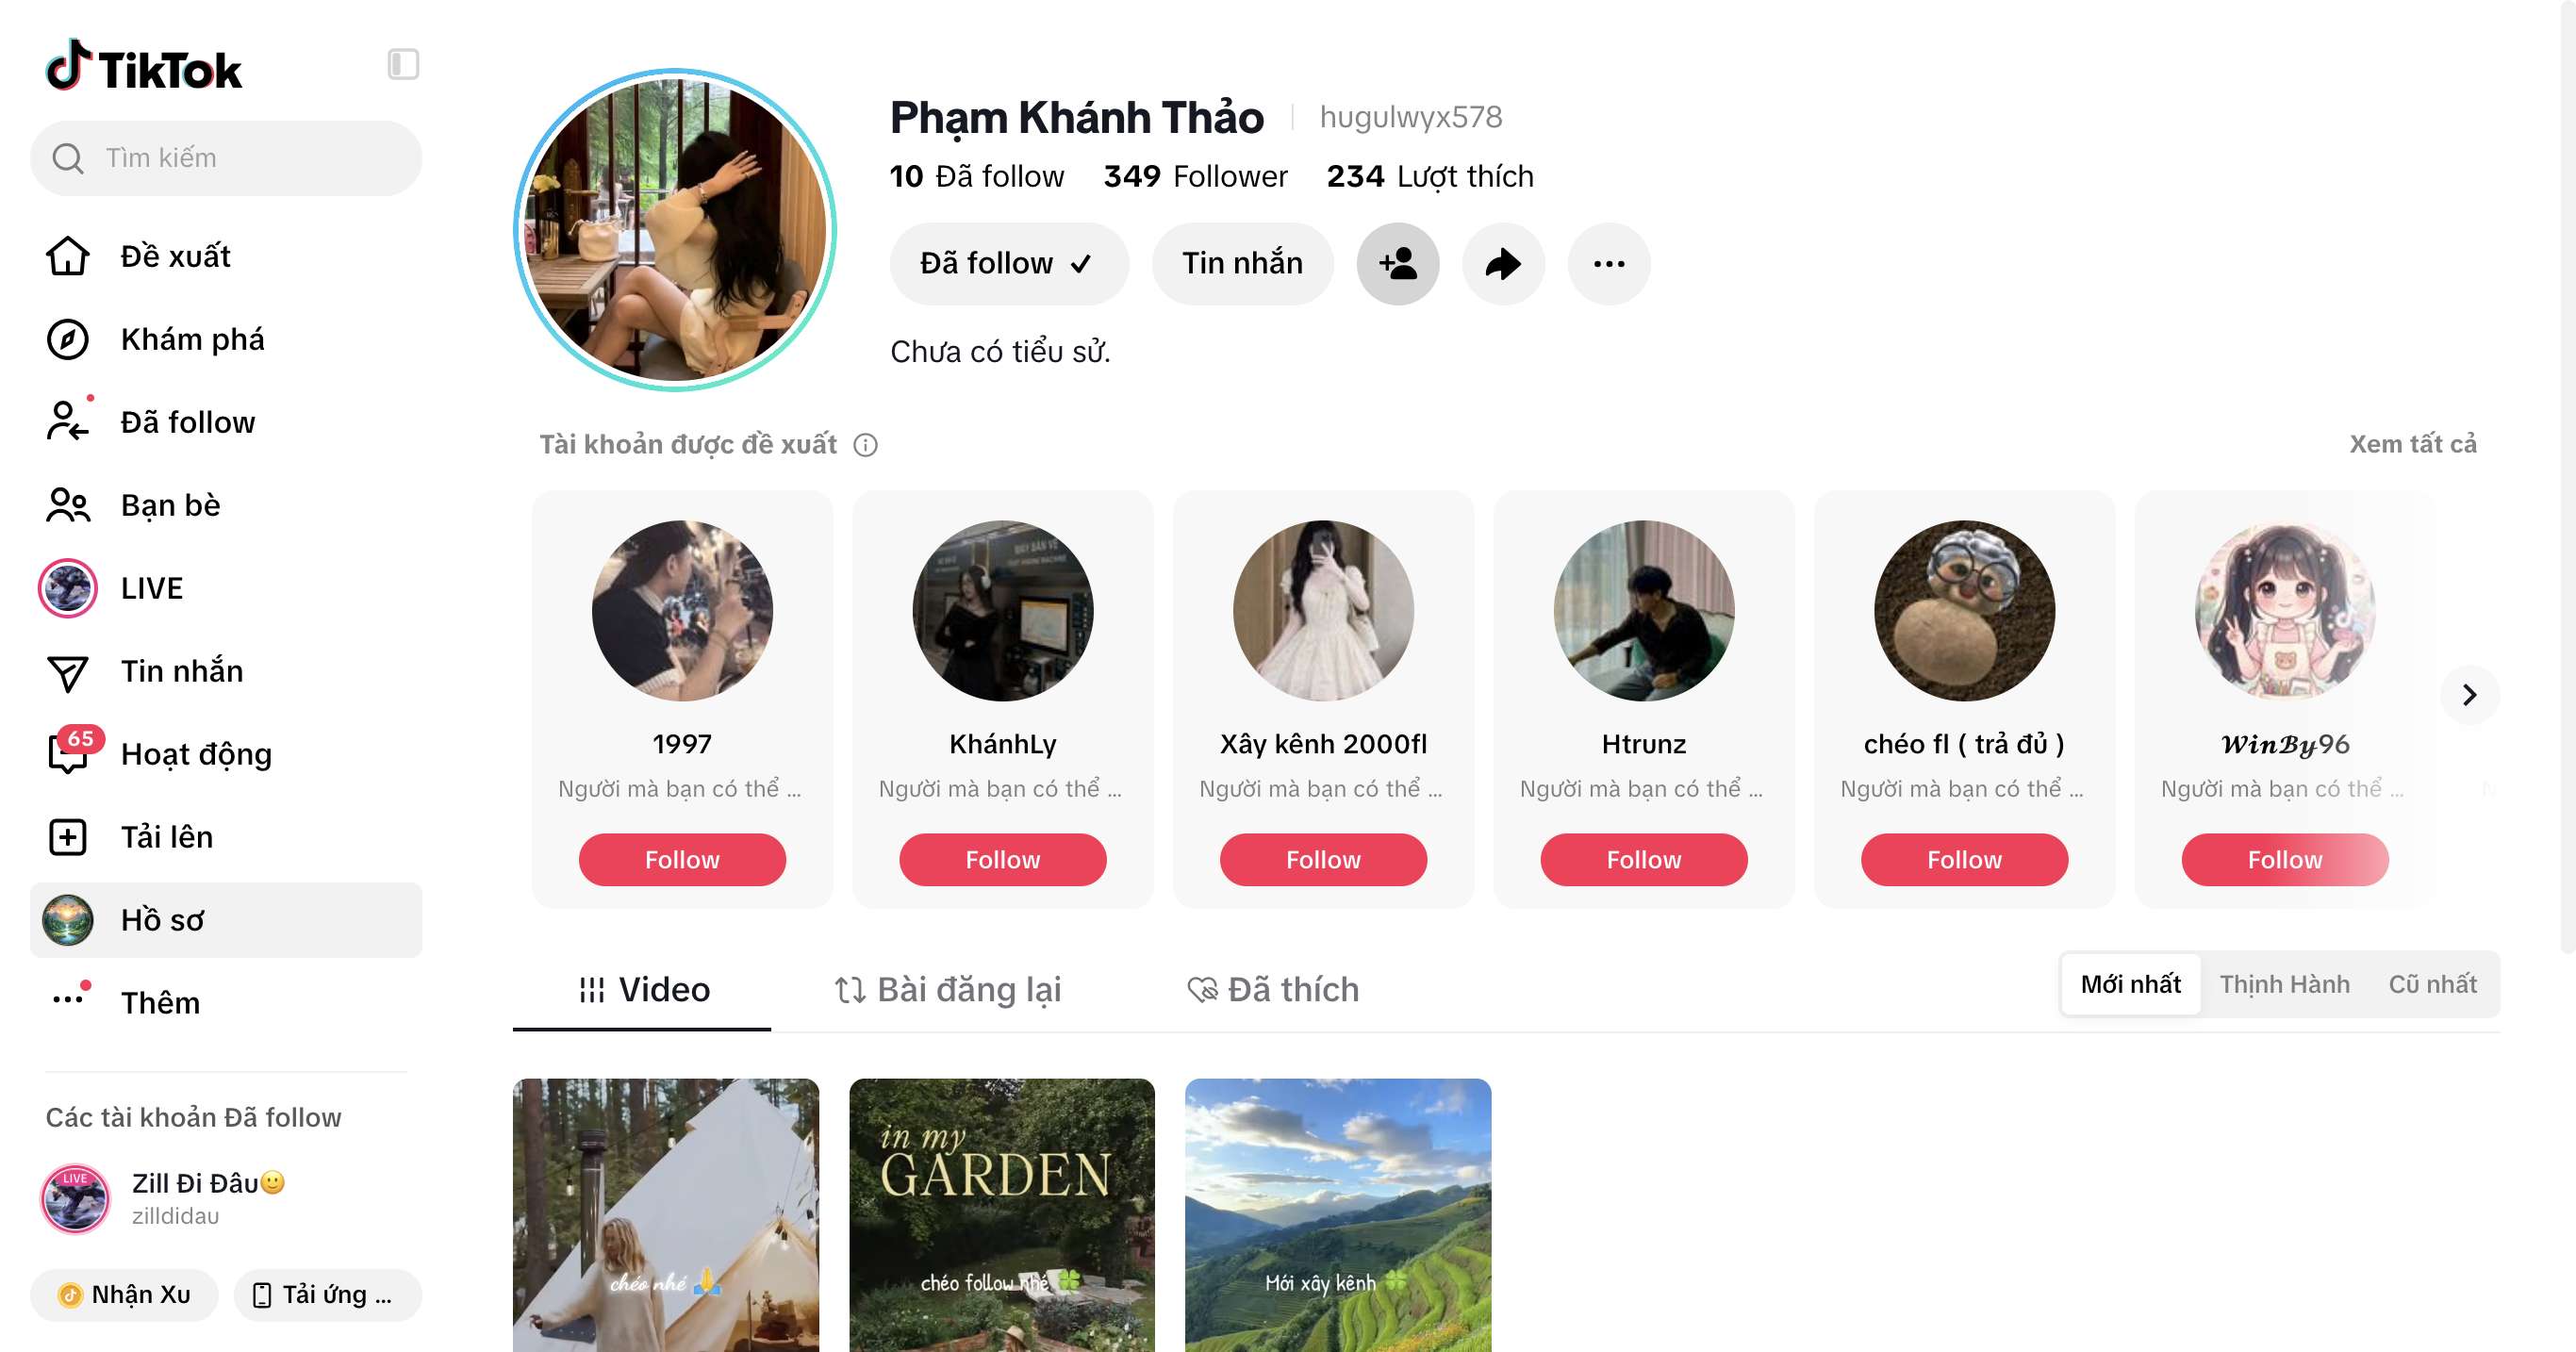 TikTok
Tìm kiếm
Đề xuất
Khám phá
Đã follow
Bạn bè
LIVE
Tin nhắn
65
Hoạt động
Tải lên
Hồ sơ
Thêm
Các tài khoản Đã follow
LIVE
Zill Đi Đâu🙂
zilldidau
Nhận Xu
Tải ứng ...
Phạm Khánh Thảo
hugulwyx578
10 Đã follow 349 Follower 234 Lượt thích
Đã follow
Tin nhắn
Chưa có tiểu sử.
Tài khoản được đề xuất
Xem tất cả
1997
Người mà bạn có thể ...
Follow
KhánhLy
Người mà bạn có thể ...
Follow
Xây kênh 2000fl
Người mà bạn có thể ...
Follow
Htrunz
Người mà bạn có thể ...
Follow
chéo fl ( trả đủ )
Người mà bạn có thể ...
Follow
𝓦𝓲𝓷𝓑𝔂96
Người mà bạn có thể ...
Follow
Video
Bài đăng lại
Đã thích
Mới nhất
Thịnh Hành
Cũ nhất
chéo nhé 🙏
in my
GARDEN
chéo follow nhé 🍀
Mới xây kênh 🍀